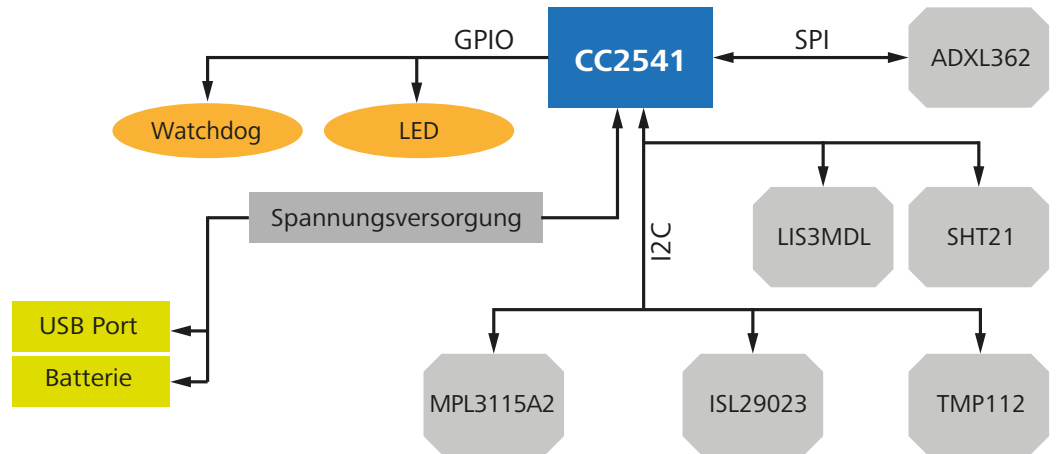 GPIO
CC2541
SPI
ADXL362
Watchdog
LED
Spannungsversorgung
I2C
LIS3MDL
SHT21
USB Port
Batterie
MPL3115A2
ISL29023
TMP112